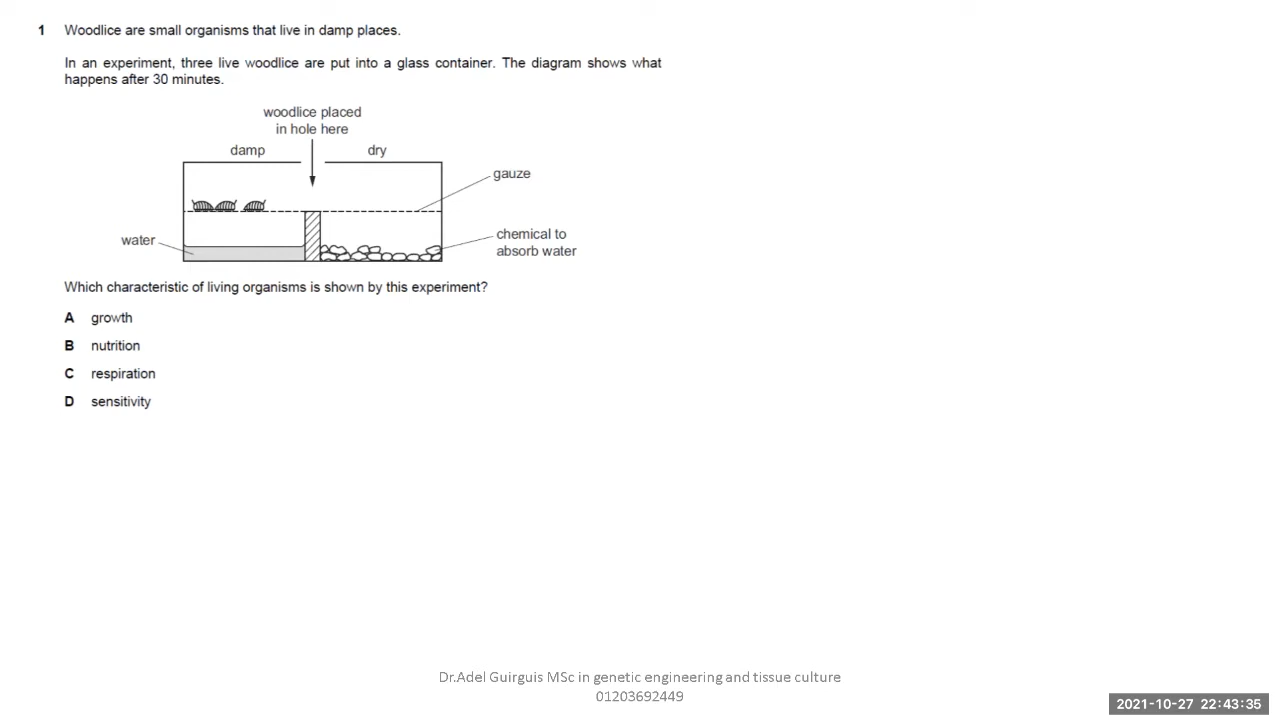 1 Woodlice are small organisms that live in damp places.
In an experiment, three live woodlice are put into a glass container. The diagram shows what
happens after 30 minutes.
woodlice placed
in hole here
damp
dry
gauze
water
chemical to
absorb water
Which characteristic of living organisms is shown by this experiment?
A growth
B nutrition
C respiration
D sensitivity
Dr.Adel Guirguis MSc in genetic engineering and tissue culture
01203692449
2021-10-27 22:43:35